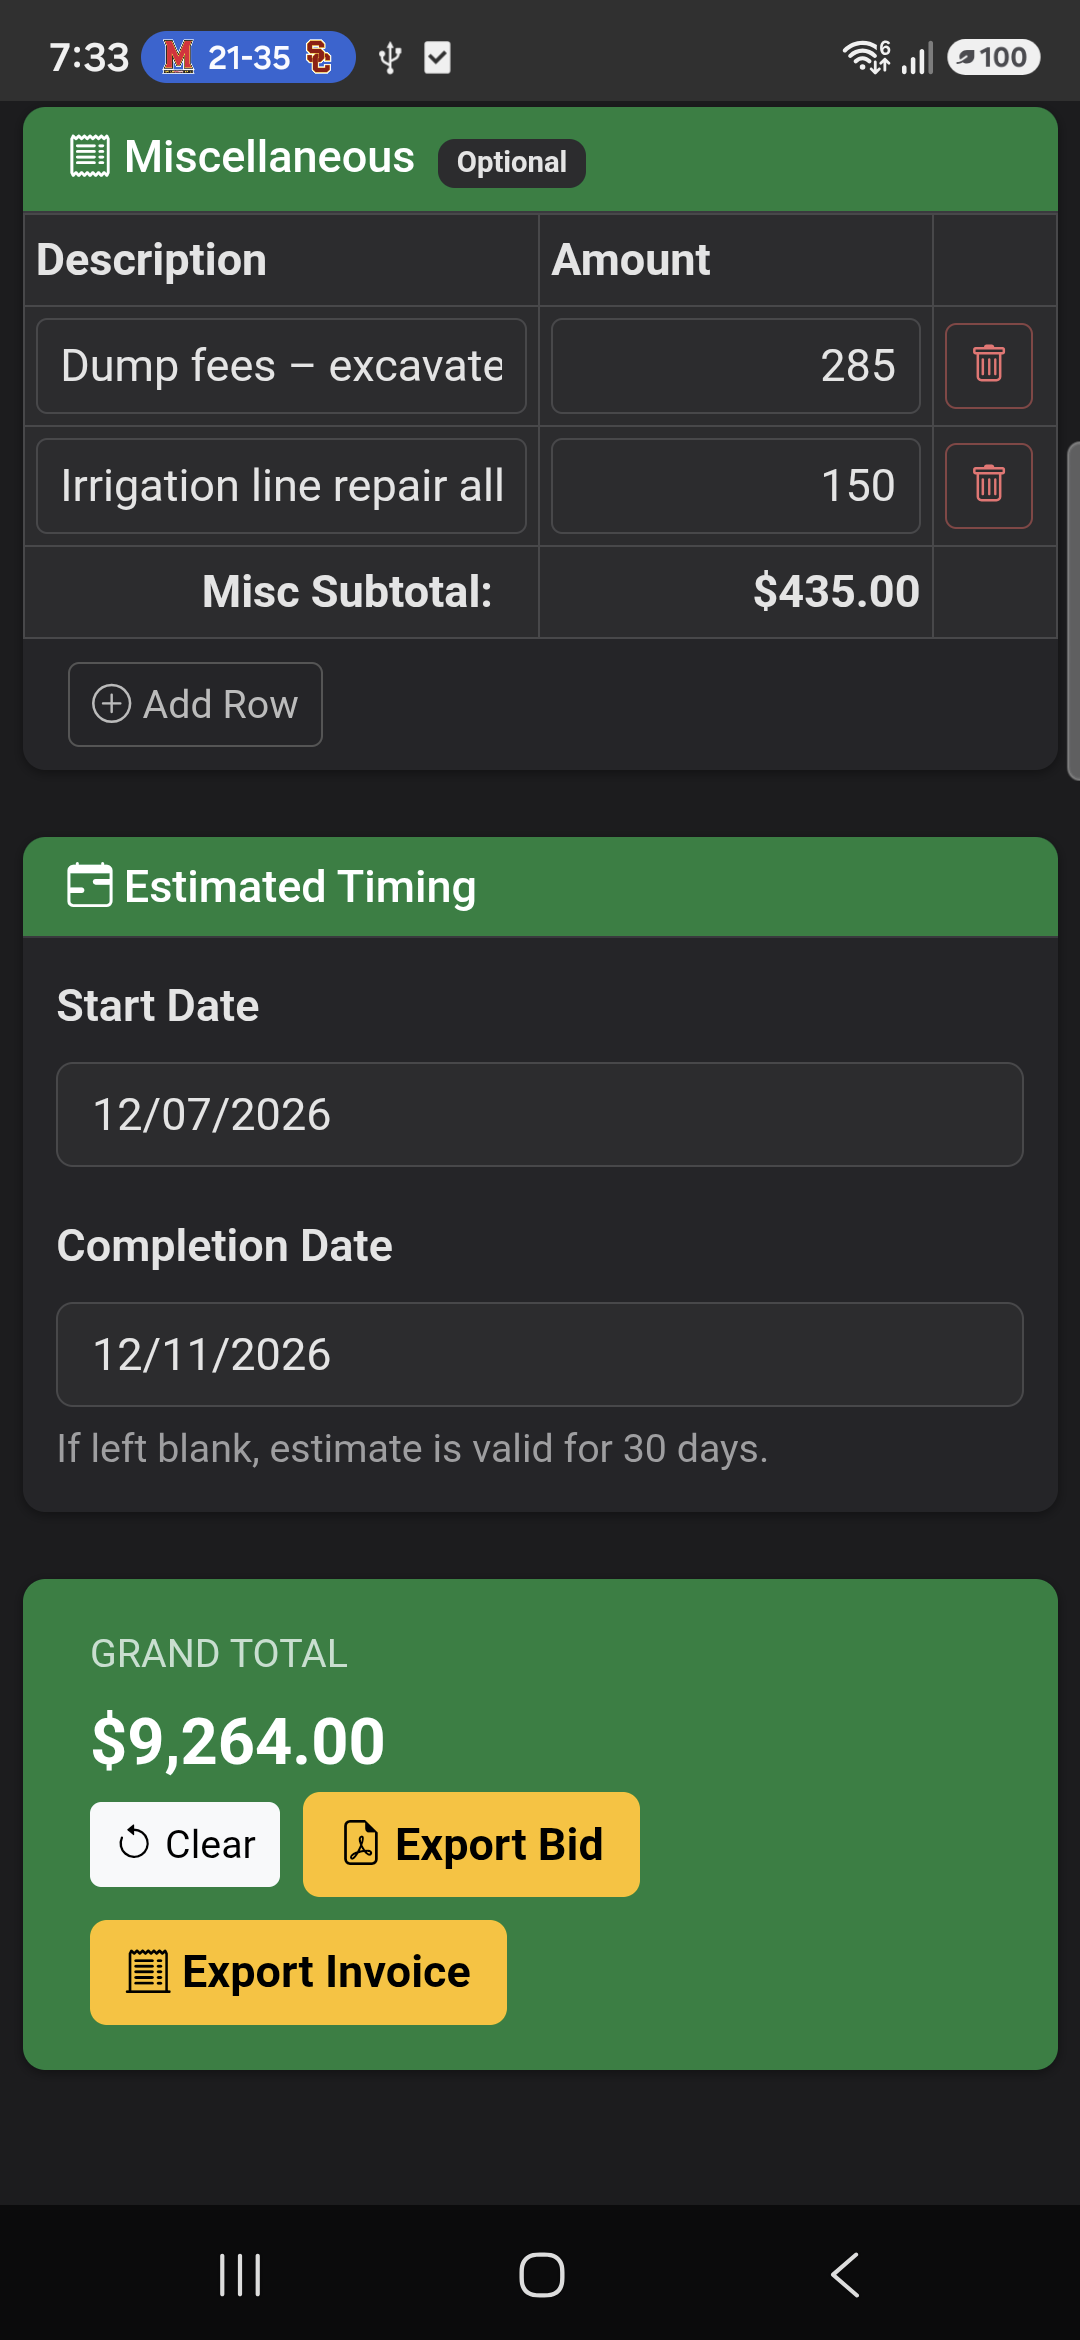 7:33 M 21-35 SC 6 100
Miscellaneous Optional
Description Amount
Dump fees – excavate 285
Irrigation line repair all 150
Misc Subtotal: $435.00
Add Row
Estimated Timing
Start Date
12/07/2026
Completion Date
12/11/2026
If left blank, estimate is valid for 30 days.
GRAND TOTAL
$9,264.00
Clear Export Bid
Export Invoice